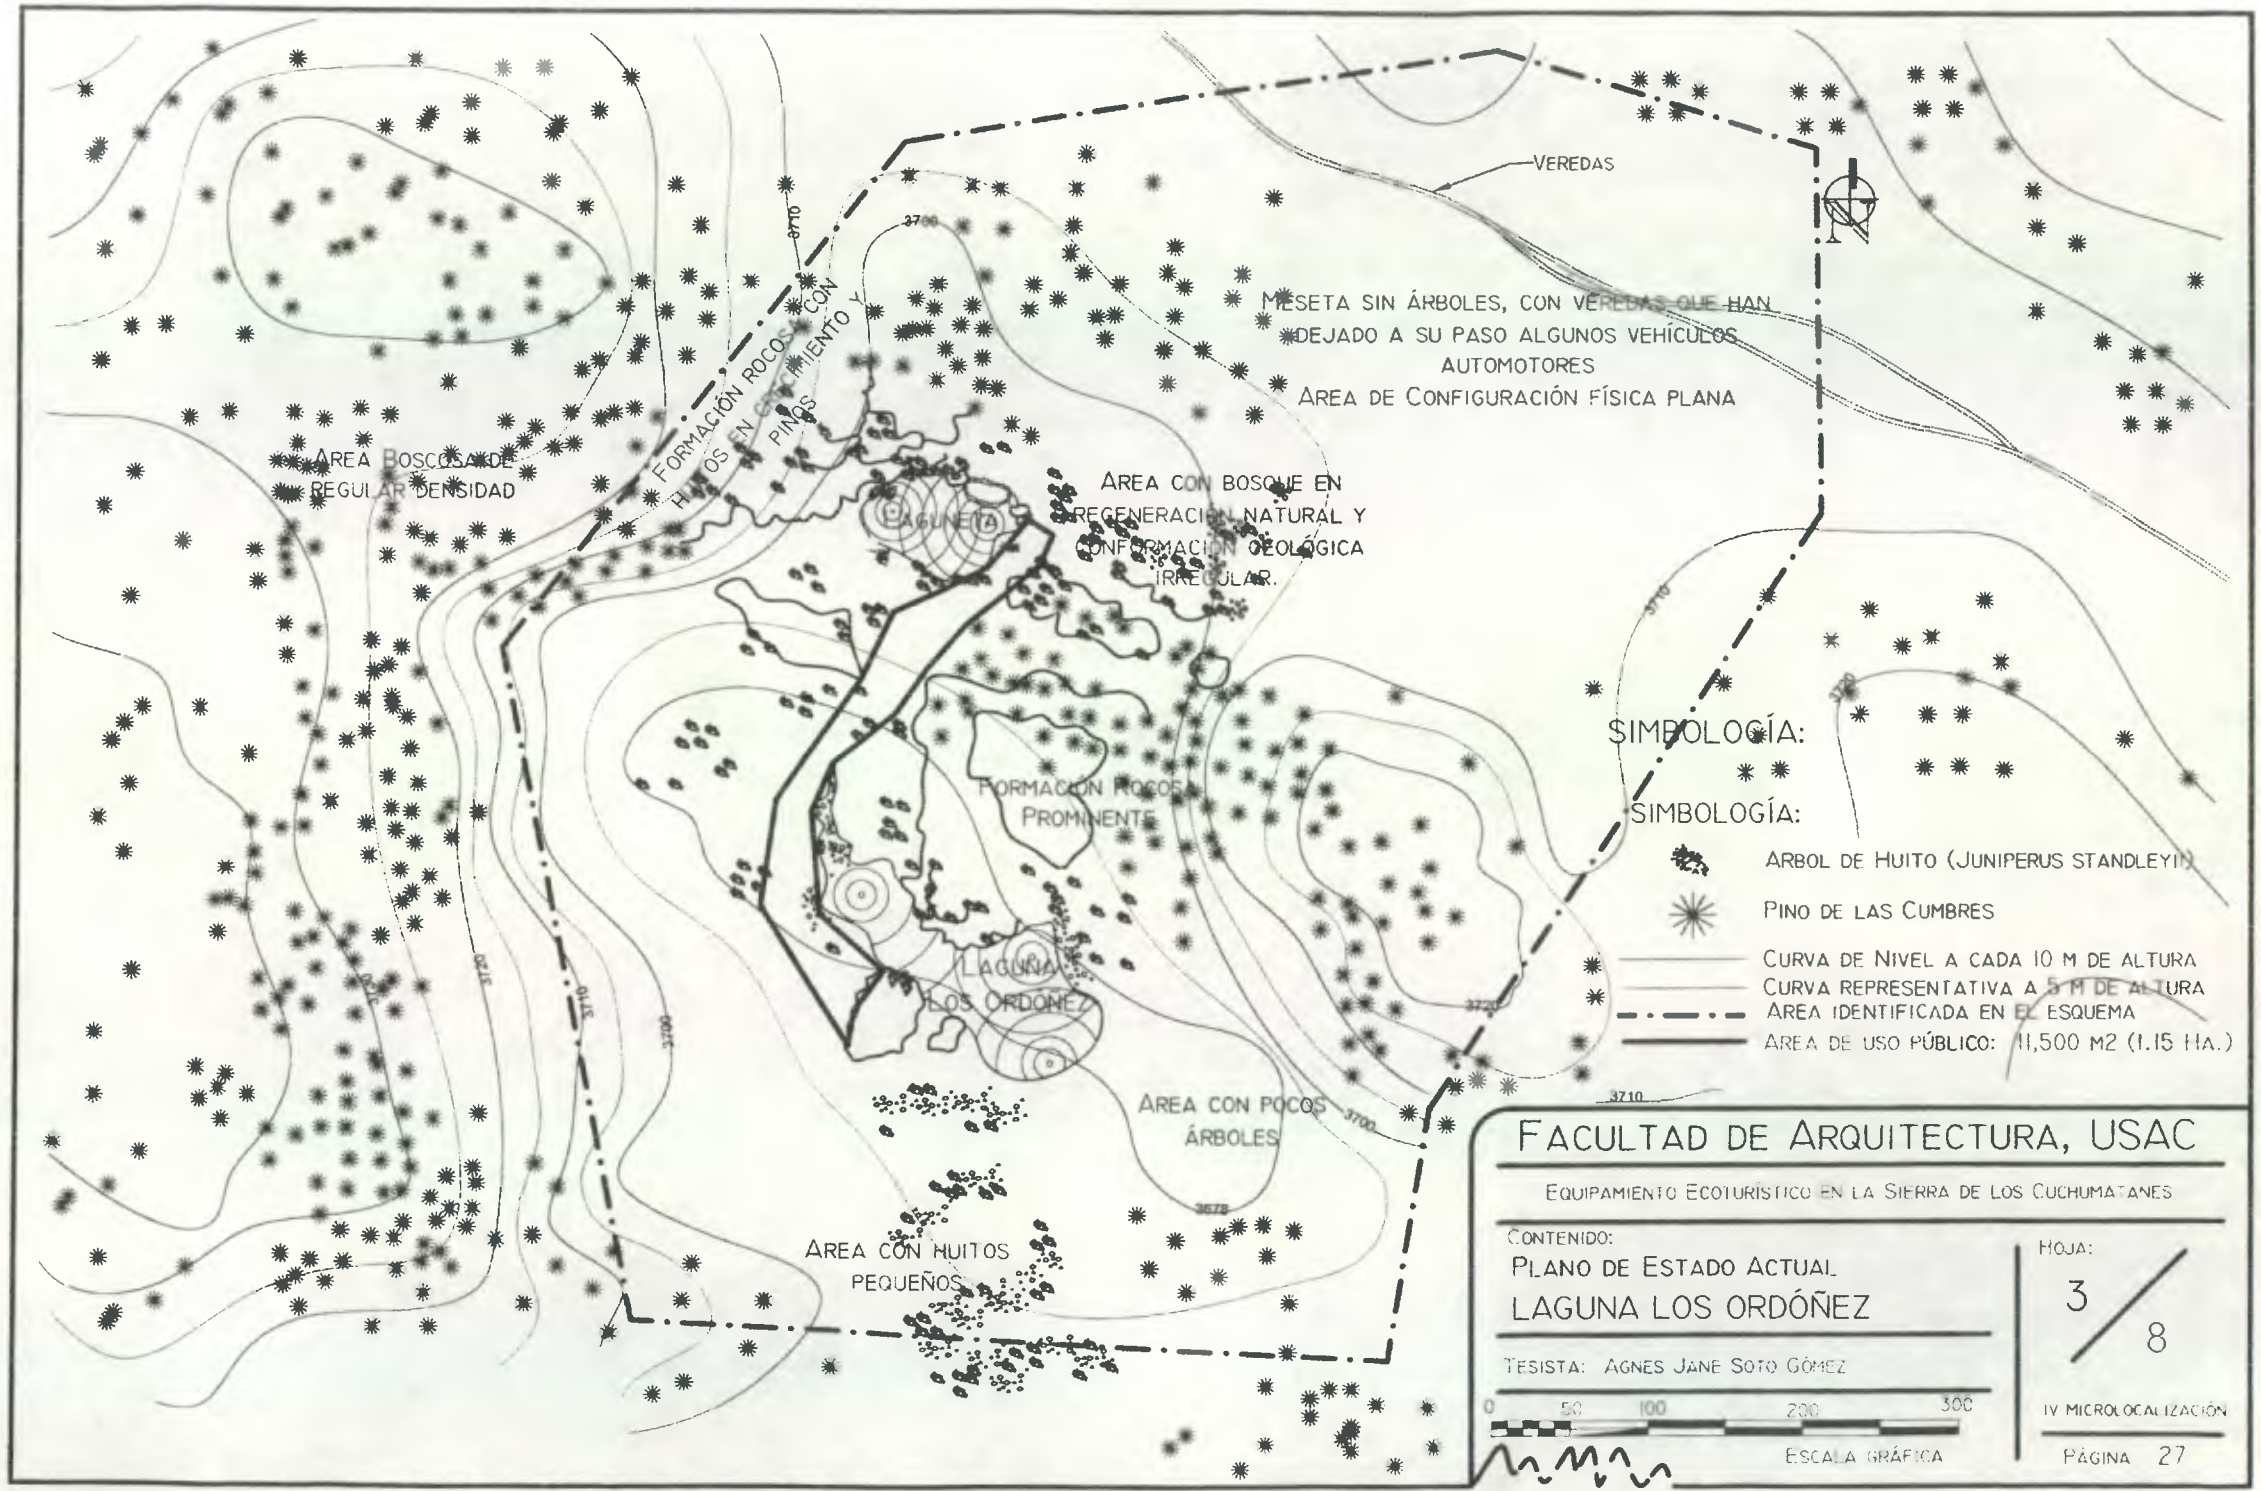 VEREDAS
3710
3700
FORMACIÓN ROCOSA CON
HUITOS EN CRECIMIENTO Y
PINOS
MESETA SIN ÁRBOLES, CON VEREDAS QUE HAN
DEJADO A SU PASO ALGUNOS VEHÍCULOS
AUTOMOTORES
AREA DE CONFIGURACIÓN FÍSICA PLANA
AREA BOSCOSA DE
REGULAR DENSIDAD
AREA CON BOSQUE EN
REGENERACIÓN NATURAL Y
CONFORMACIÓN GEOLÓGICA
IRREGULAR.
LAGUNETA
3710
3720
FORMACIÓN ROCOSA
PROMINENTE
LAGUNA
LOS ORDÓÑEZ
3720
3710
3700
3720
3700
3710
3678
AREA CON POCOS
ÁRBOLES
AREA CON HUITOS
PEQUEÑOS
SIMBOLOGÍA:
SIMBOLOGÍA:
ARBOL DE HUITO (JUNIPERUS STANDLEYII)
PINO DE LAS CUMBRES
CURVA DE NIVEL A CADA 10 M DE ALTURA
CURVA REPRESENTATIVA A 5 M DE ALTURA
AREA IDENTIFICADA EN EL ESQUEMA
AREA DE USO PÚBLICO: 11,500 M2 (1.15 HA.)
FACULTAD DE ARQUITECTURA, USAC
EQUIPAMIENTO ECOTURÍSTICO EN LA SIERRA DE LOS CUCHUMATANES
CONTENIDO:
PLANO DE ESTADO ACTUAL
LAGUNA LOS ORDÓÑEZ
HOJA:
3
8
TESISTA: AGNES JANE SOTO GÓMEZ
0 50 100 200 300
ESCALA GRÁFICA
IV MICROLOCALIZACIÓN
PÁGINA 27